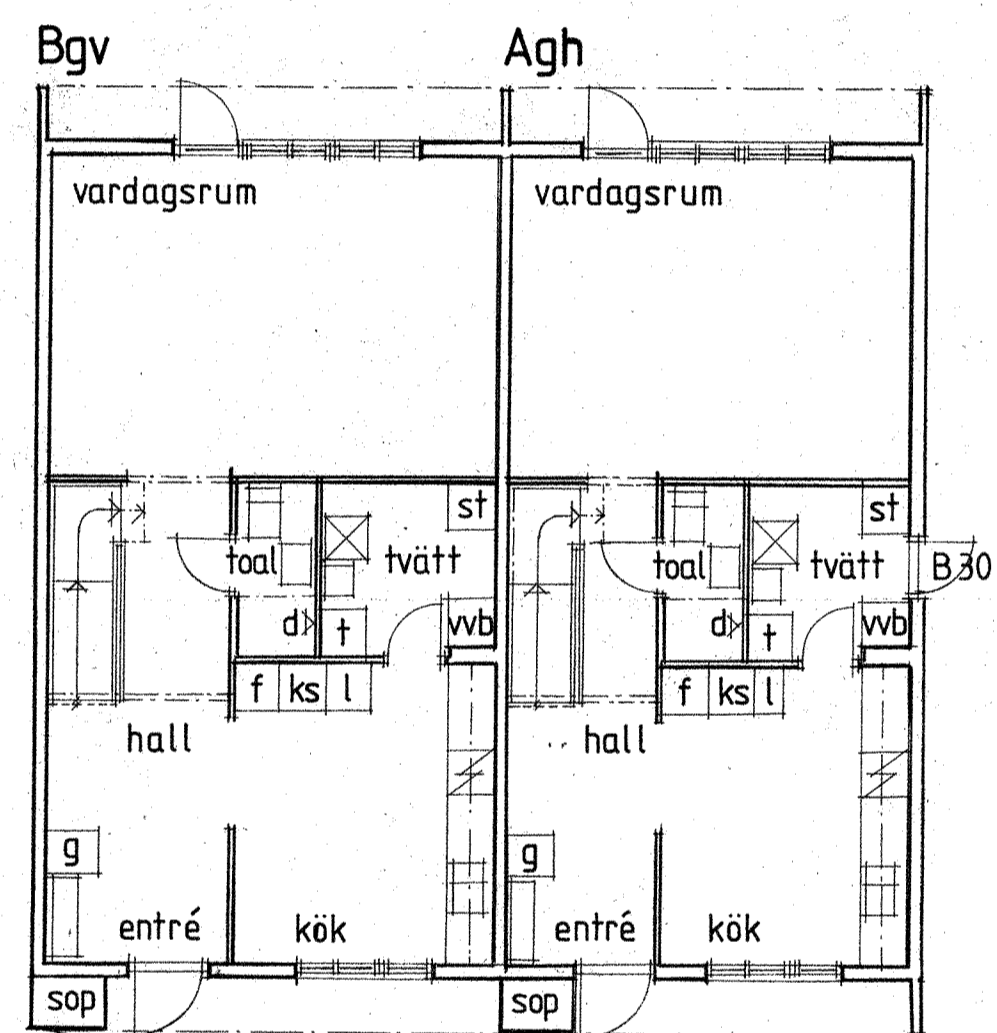 Bgv Agh
vardagsrum vardagsrum
st st
toal tvätt toal tvätt B30
d t vvb d t vvb
f ks l f ks l
hall hall
g g
entré kök entré kök
sop sop